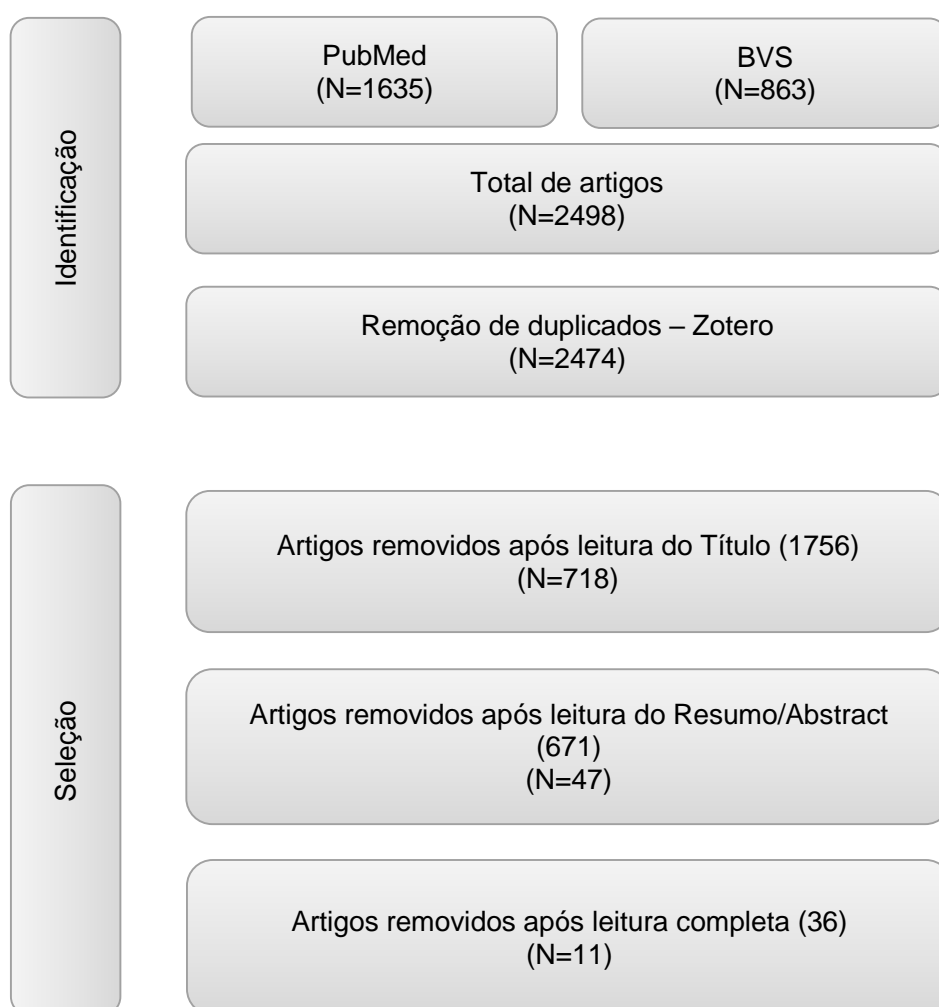 Identificação
PubMed
(N=1635)
BVS
(N=863)
Total de artigos
(N=2498)
Remoção de duplicados – Zotero
(N=2474)
Seleção
Artigos removidos após leitura do Título (1756)
(N=718)
Artigos removidos após leitura do Resumo/Abstract
(671)
(N=47)
Artigos removidos após leitura completa (36)
(N=11)